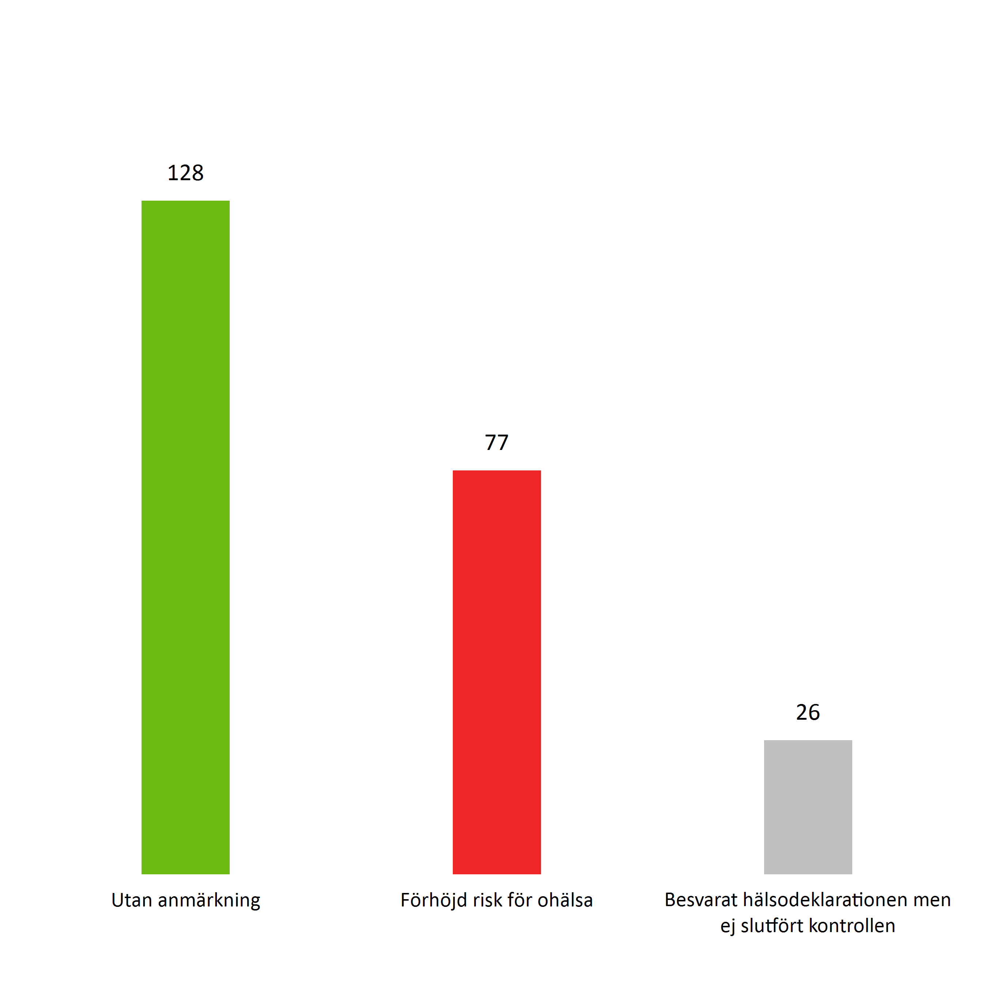 128
77
26
Utan anmärkning
Förhöjd risk för ohälsa
Besvarat hälsodeklarationen men
ej slutfört kontrollen